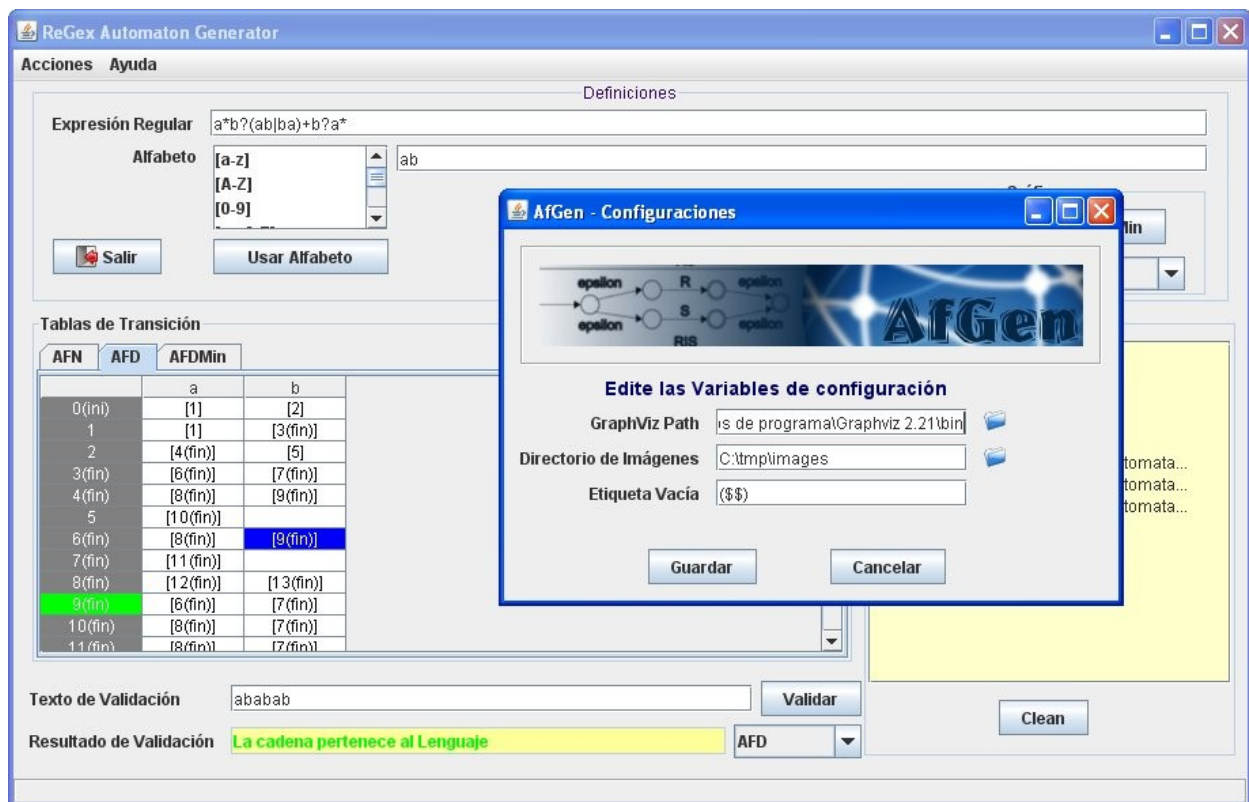 ReGex Automaton Generator
Acciones Ayuda
Definiciones
Expresión Regular a*b?(ab|ba)+b?a*
Alfabeto [a-z] ab
[A-Z]
[0-9]
Salir Usar Alfabeto
AfGen - Configuraciones
epsilon R epsilon
epsilon S epsilon
RIS
AfGen
Edite las Variables de configuración
GraphViz Path s de programa\Graphviz 2.21\bin
Directorio de Imágenes C:\tmp\images
Etiqueta Vacía ($$)
Guardar Cancelar
Tablas de Transición
AFN AFD AFDMin
a b
0(ini) [1] [2]
1 [1] [3(fin)]
2 [4(fin)] [5]
3(fin) [6(fin)] [7(fin)]
4(fin) [8(fin)] [9(fin)]
5 [10(fin)]
6(fin) [8(fin)] [9(fin)]
7(fin) [11(fin)]
8(fin) [12(fin)] [13(fin)]
9(fin) [6(fin)] [7(fin)]
10(fin) [8(fin)] [7(fin)]
11(fin) [8(fin)] [7(fin)]
tomata...
tomata...
tomata...
Texto de Validación ababab Validar
Resultado de Validación La cadena pertenece al Lenguaje AFD
Clean